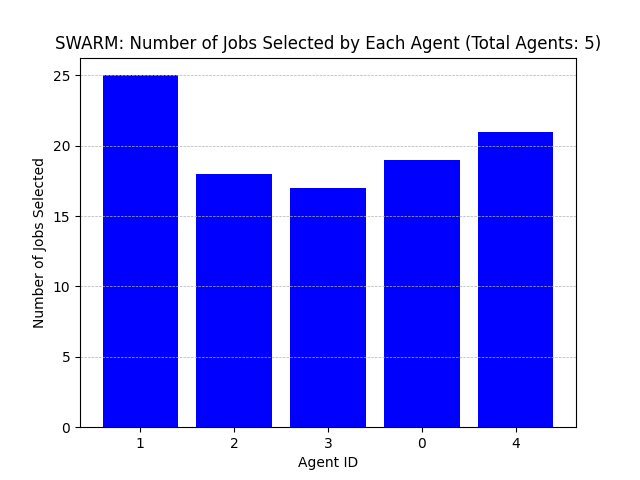 SWARM: Number of Jobs Selected by Each Agent (Total Agents: 5)
25
20
15
10
5
0
Number of Jobs Selected
1 2 3 0 4
Agent ID